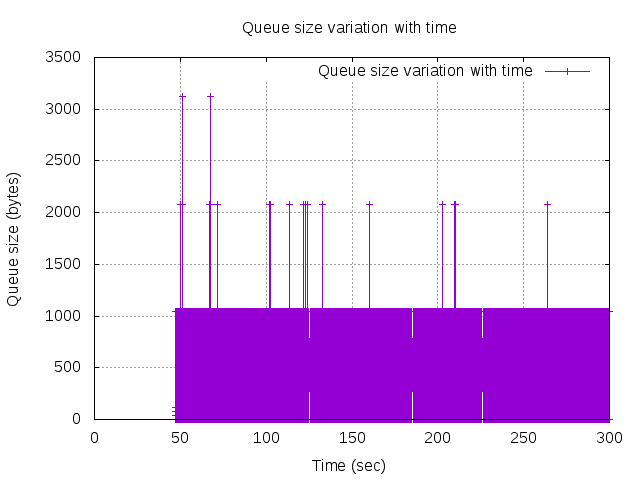 Queue size variation with time
Queue size variation with time
3500
3000
2500
2000
1500
1000
500
0
Queue size (bytes)
0 50 100 150 200 250 300
Time (sec)